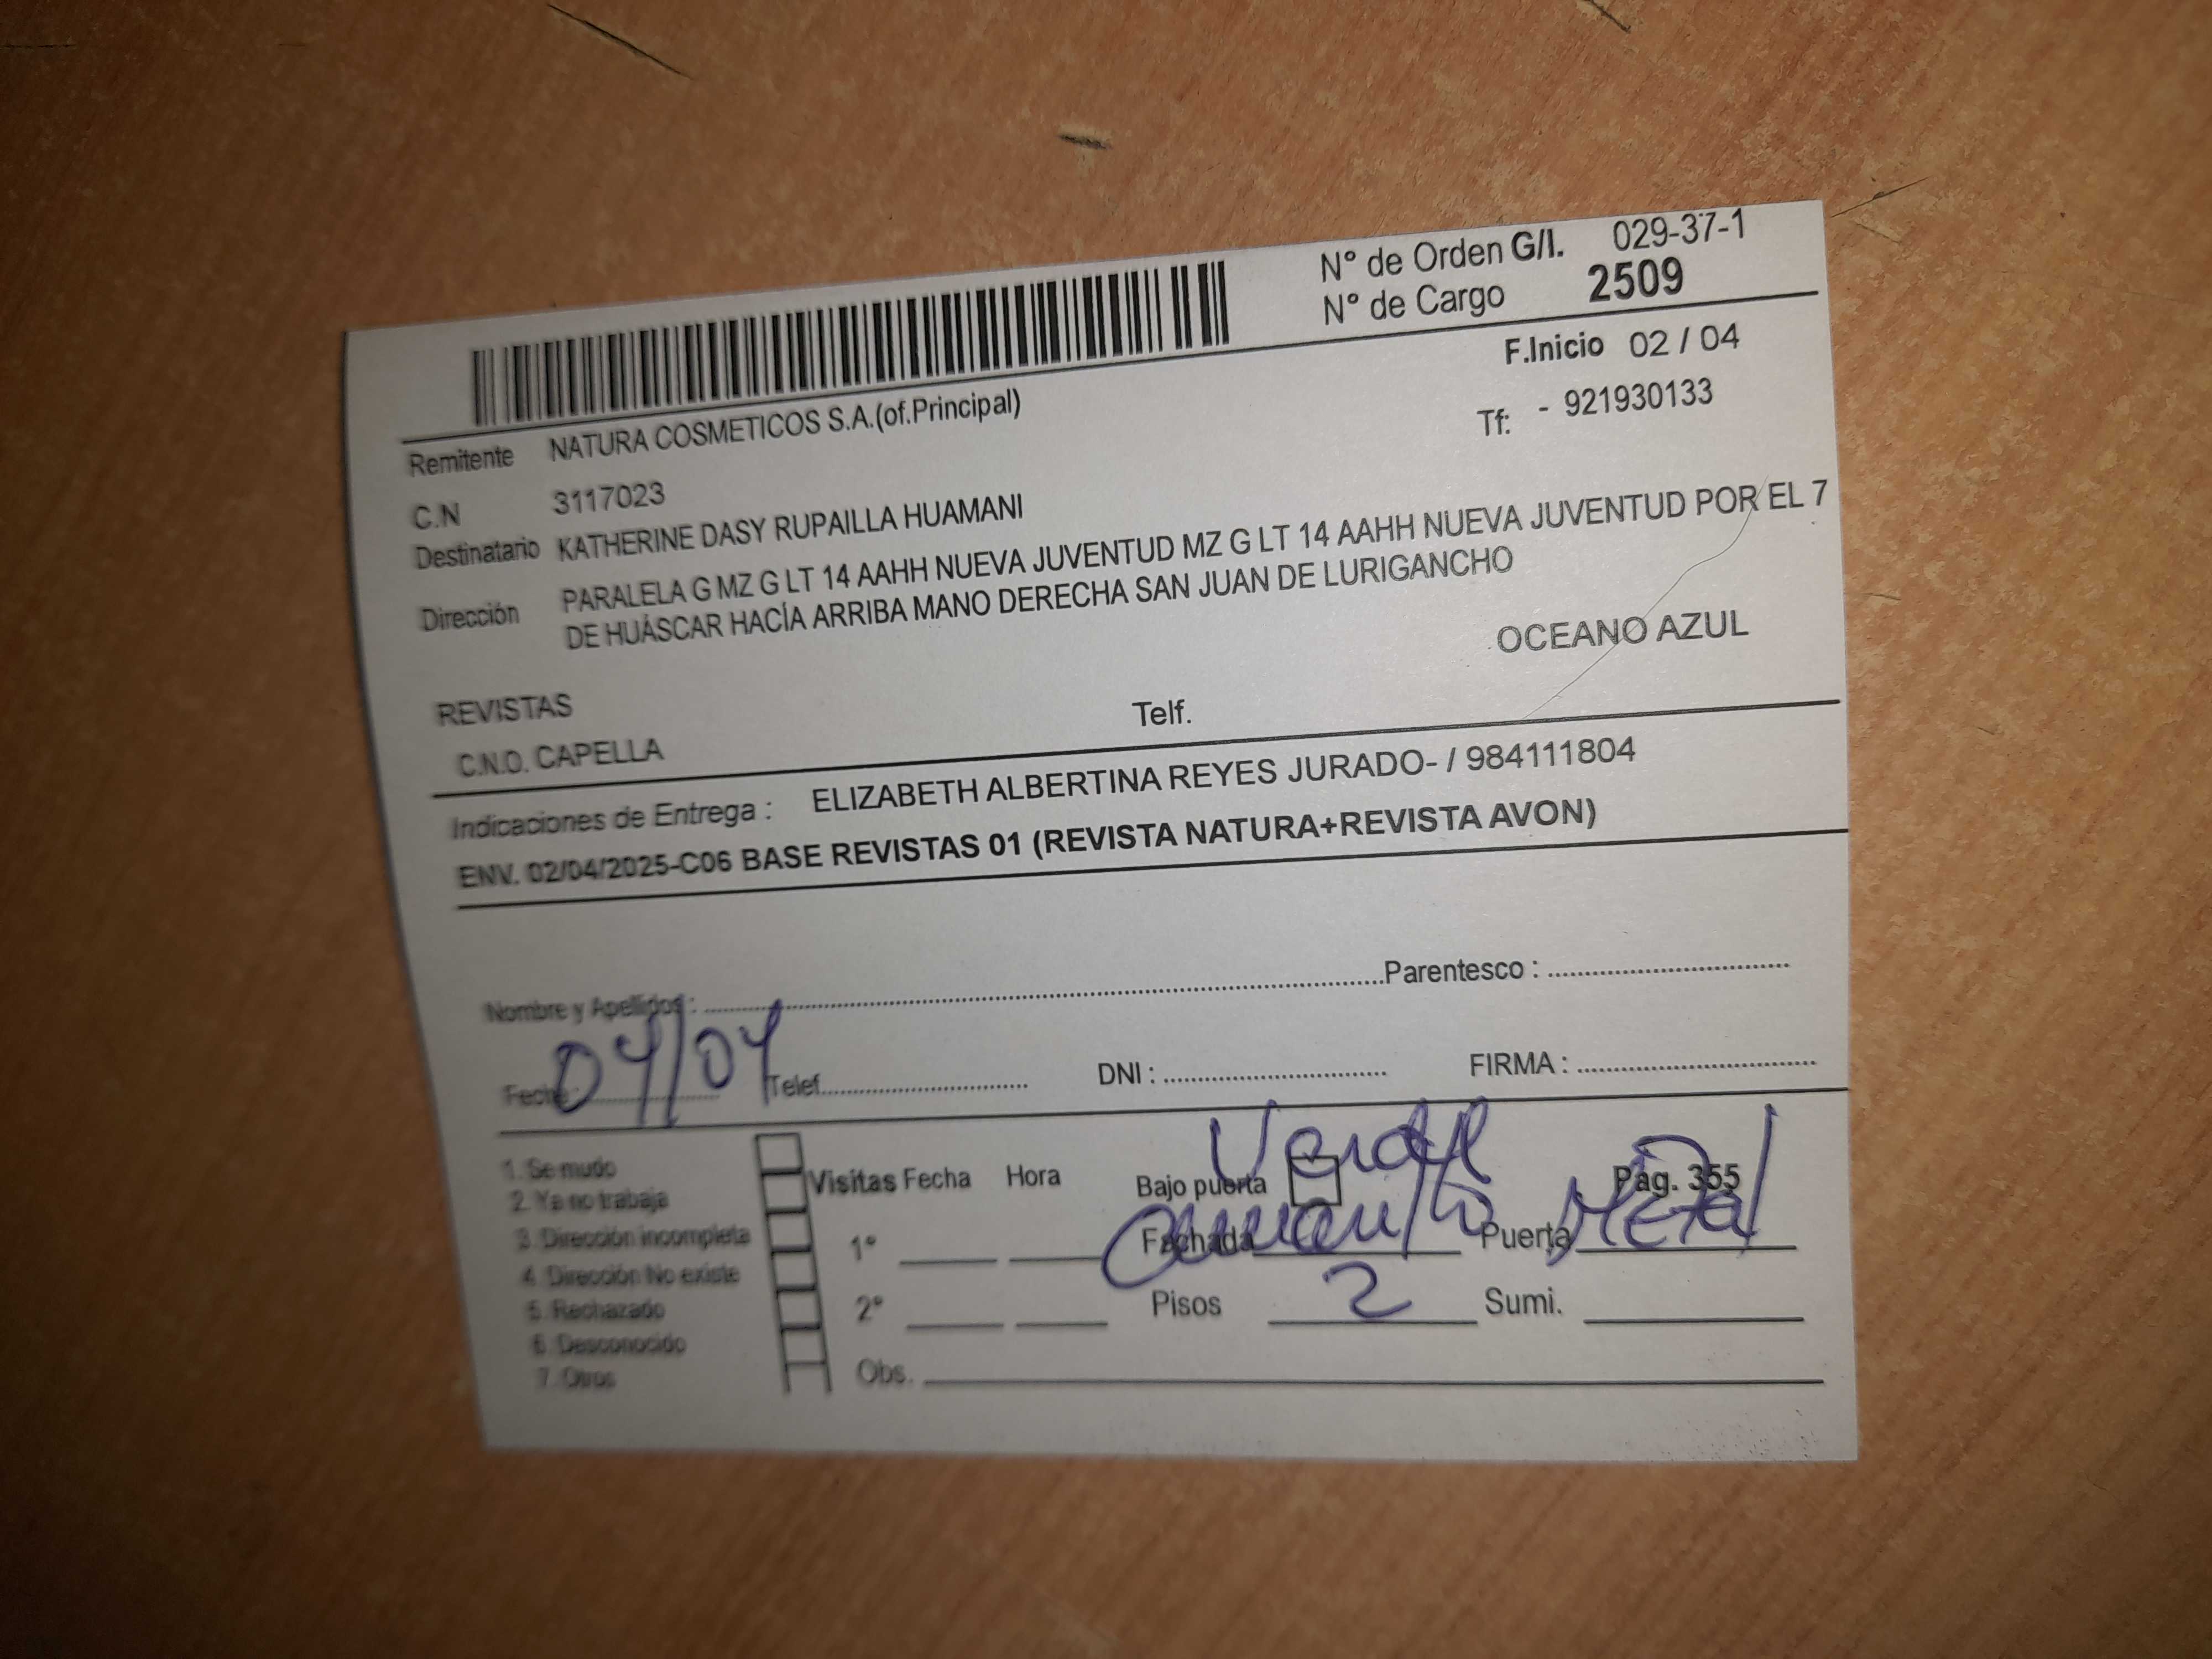 N° de Orden G/I. 029-37-1
N° de Cargo 2509
F.Inicio 02 / 04
Remitente NATURA COSMETICOS S.A.(of.Principal)
Tf: - 921930133
C.N 3117023
Destinatario KATHERINE DASY RUPAILLA HUAMANI
Dirección PARALELA G MZ G LT 14 AAHH NUEVA JUVENTUD MZ G LT 14 AAHH NUEVA JUVENTUD POR EL 7
DE HUÁSCAR HACÍA ARRIBA MANO DERECHA SAN JUAN DE LURIGANCHO
OCEANO AZUL
REVISTAS
C.N.O. CAPELLA Telf.
Indicaciones de Entrega : ELIZABETH ALBERTINA REYES JURADO- / 984111804
ENV. 02/04/2025-C06 BASE REVISTAS 01 (REVISTA NATURA+REVISTA AVON)
Nombre y Apellidos : Parentesco :
Fecha 04/04 Telef. DNI : FIRMA :
1. Se mudo
2. Ya no trabaja
3. Dirección incompleta
4. Dirección No existe
5. Rechazado
6. Desconocido
7. Otros
Visitas Fecha Hora
1°
2°
Obs.
Verde
Bajo puerta Pág. 355
Fachada Amarillo Puerta Metal
Pisos 2 Sumi.